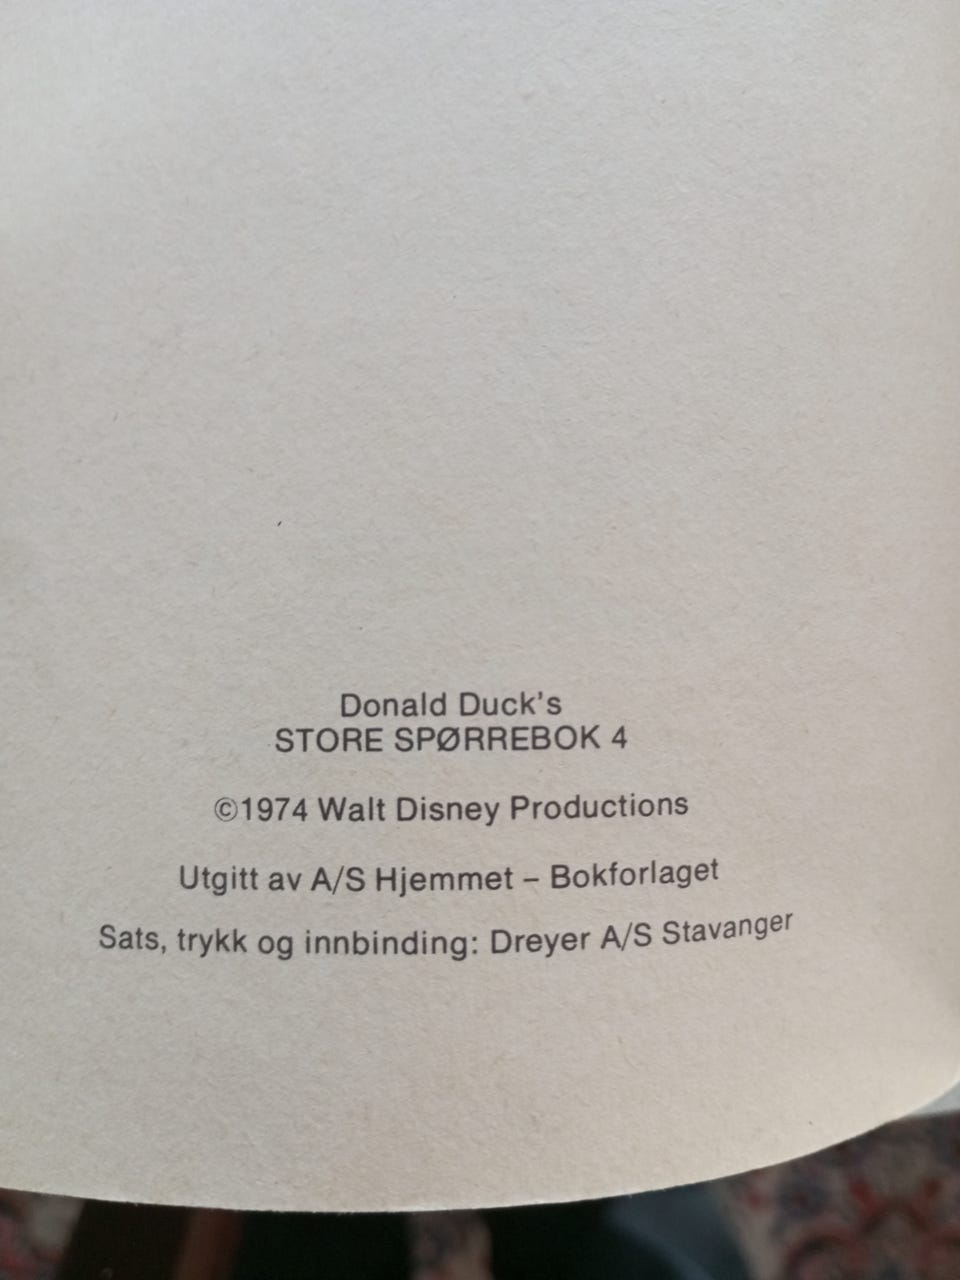 Donald Duck's
STORE SPØRREBOK 4
©1974 Walt Disney Productions
Utgitt av A/S Hjemmet – Bokforlaget
Sats, trykk og innbinding: Dreyer A/S Stavanger